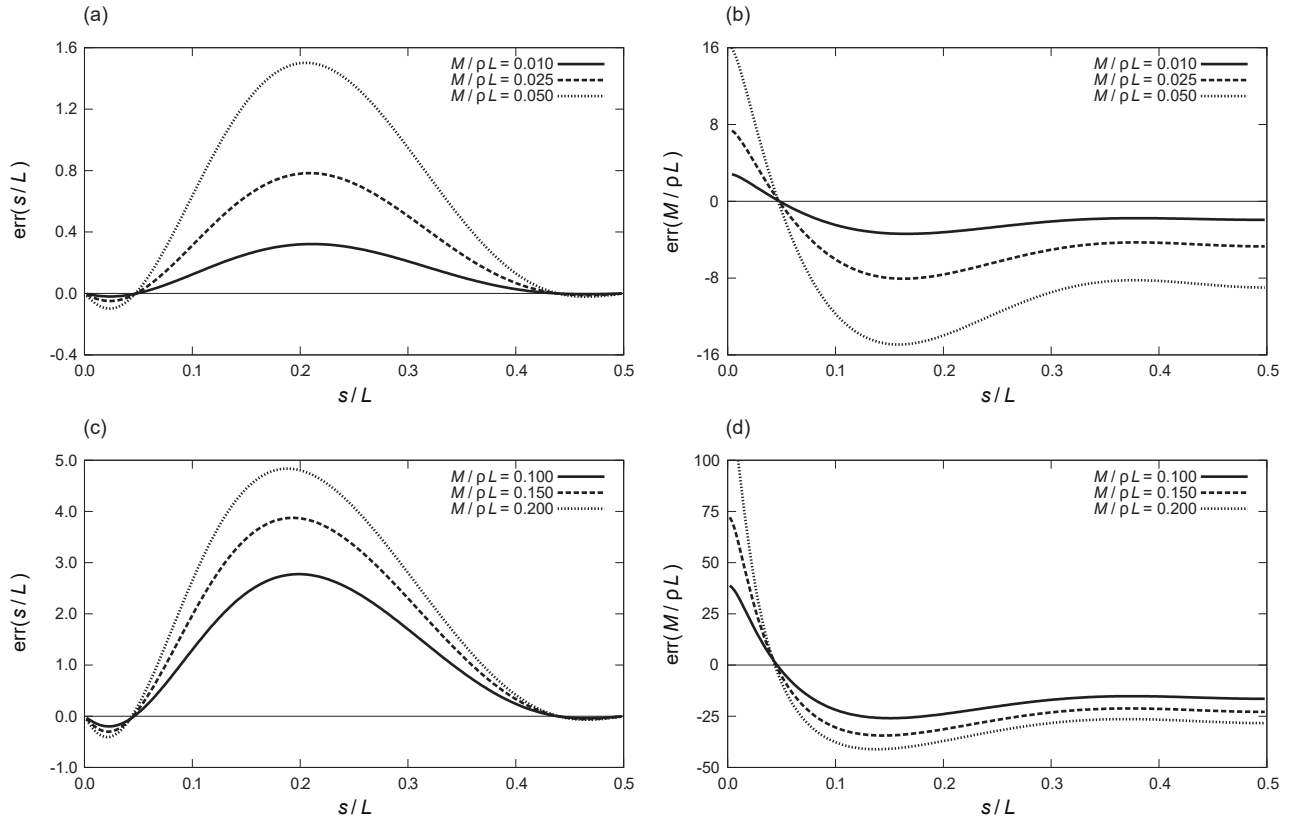 (a)
1.6
1.2
0.8
0.4
0.0
-0.4
err( s / L )
M / ρ L = 0.010
M / ρ L = 0.025
M / ρ L = 0.050
0.0 0.1 0.2 0.3 0.4 0.5
s / L
(b)
16
8
0
-8
-16
err( M / ρ L )
M / ρ L = 0.010
M / ρ L = 0.025
M / ρ L = 0.050
0.0 0.1 0.2 0.3 0.4 0.5
s / L
(c)
5.0
4.0
3.0
2.0
1.0
0.0
-1.0
err( s / L )
M / ρ L = 0.100
M / ρ L = 0.150
M / ρ L = 0.200
0.0 0.1 0.2 0.3 0.4 0.5
s / L
(d)
100
75
50
25
0
-25
-50
err( M / ρ L )
M / ρ L = 0.100
M / ρ L = 0.150
M / ρ L = 0.200
0.0 0.1 0.2 0.3 0.4 0.5
s / L